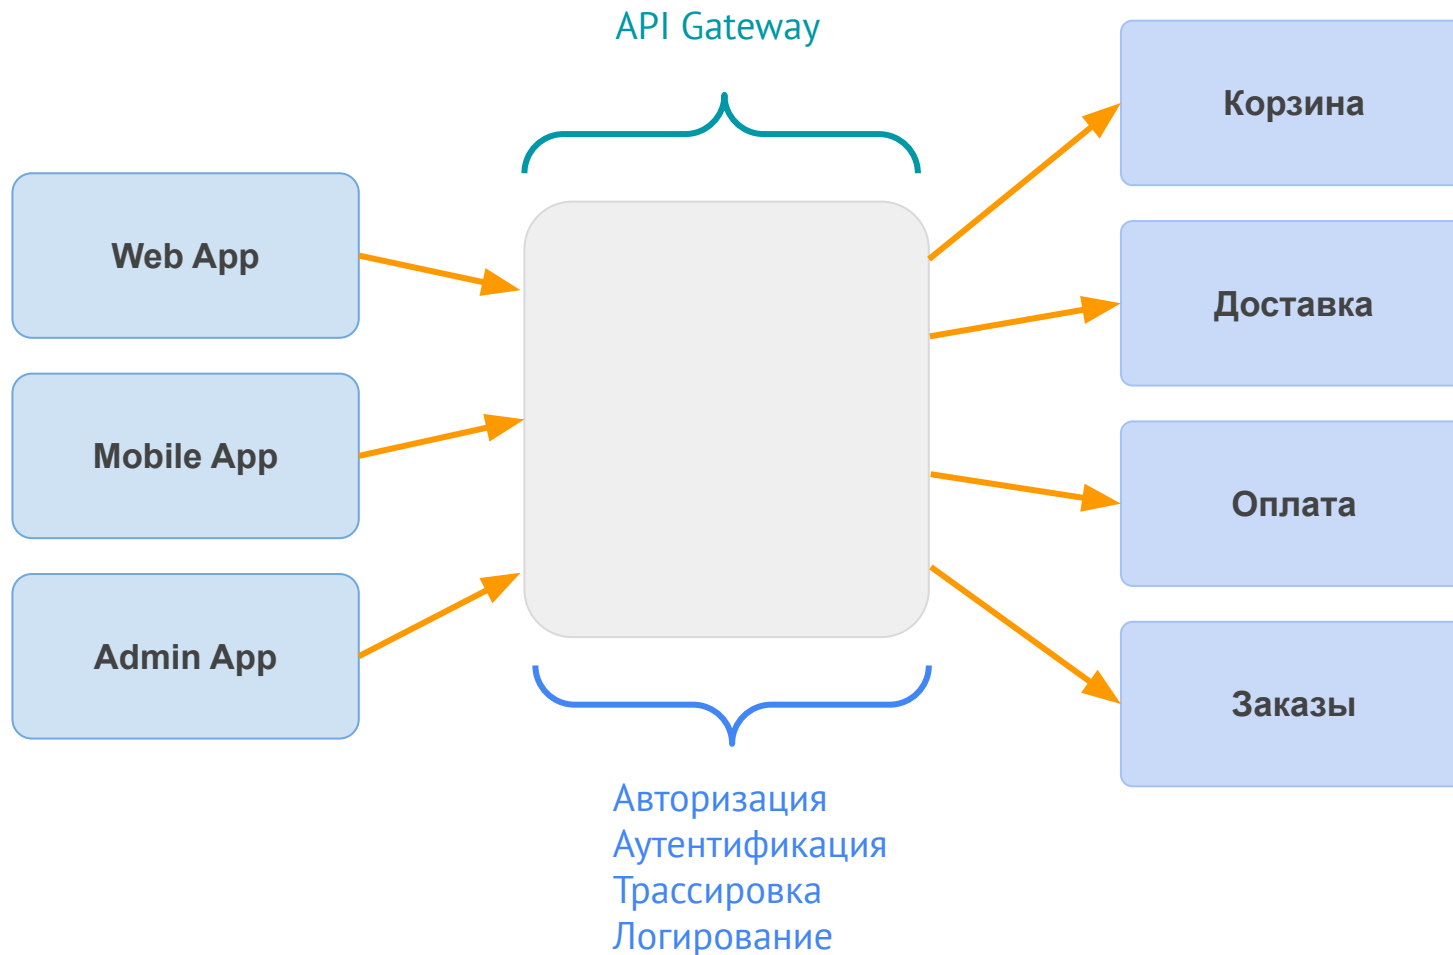 API Gateway
Web App
Mobile App
Admin App
Корзина
Доставка
Оплата
Заказы
Авторизация
Аутентификация
Трассировка
Логирование